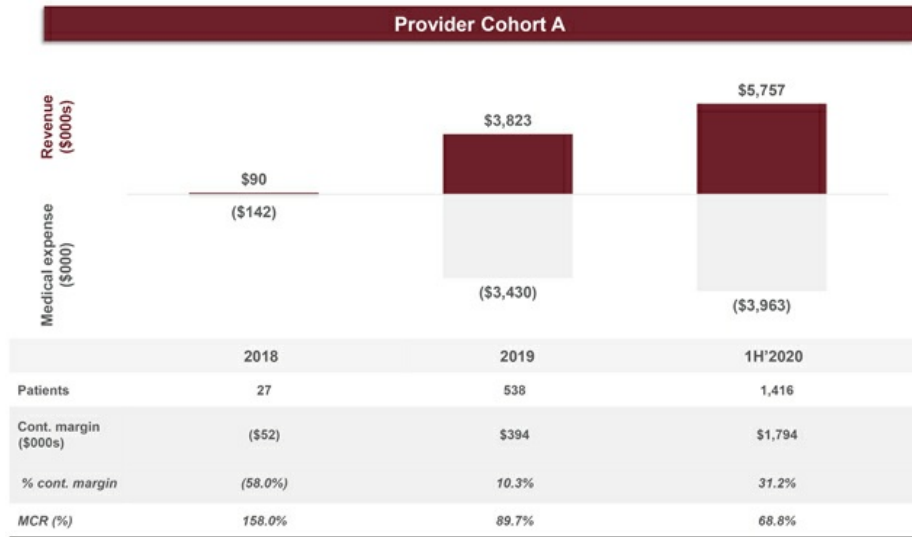 Provider Cohort A
Revenue
($000s)
$90
$3,823
$5,757
Medical expense
($000)
($142)
($3,430)
($3,963)
2018 2019 1H'2020
Patients 27 538 1,416
Cont. margin
($000s) ($52) $394 $1,794
% cont. margin (58.0%) 10.3% 31.2%
MCR (%) 158.0% 89.7% 68.8%